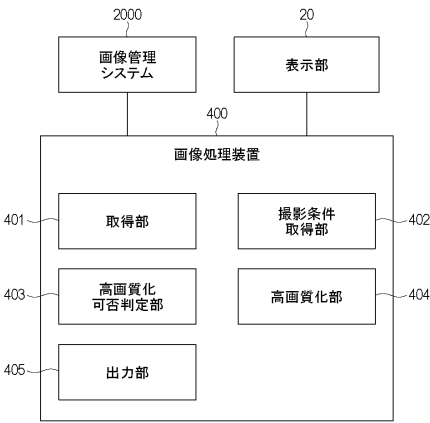 2000
20
画像管理
システム
表示部
400
画像処理装置
401
取得部
撮影条件
取得部
402
403
高画質化
可否判定部
高画質化部
404
405
出力部